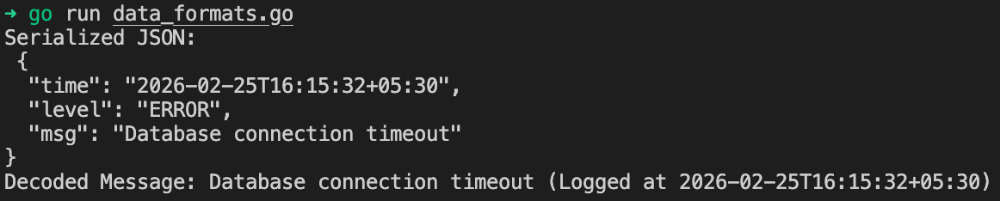 ➜ go run data_formats.go
Serialized JSON:
 {
  "time": "2026-02-25T16:15:32+05:30",
  "level": "ERROR",
  "msg": "Database connection timeout"
}
Decoded Message: Database connection timeout (Logged at 2026-02-25T16:15:32+05:30)